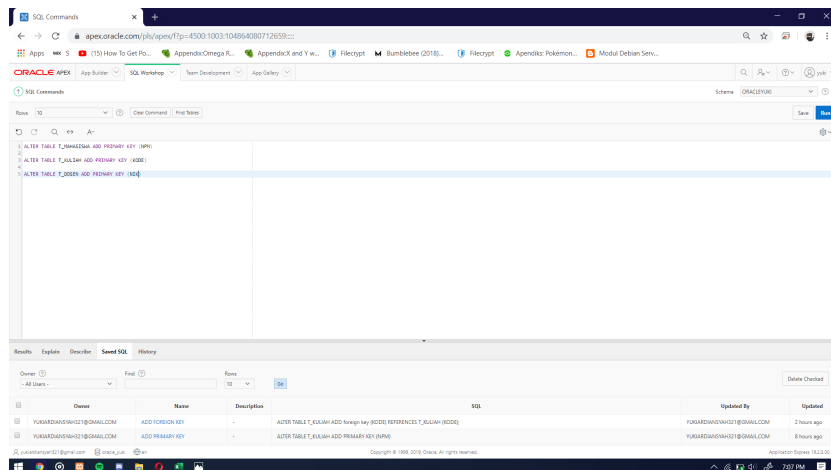 SQL Commands
apex.oracle.com/pls/apex/f?p=4500:1003:104864080712659:::::
Apps S (15) How To Get Po... Appendix:Omega R... Appendix:X and Y w... Filecrypt Bumblebee (2018)... Filecrypt Apendiks: Pokémon... Modul Debian Serv...
ORACLE APEX App Builder SQL Workshop Team Development App Gallery yuki
SQL Commands Schema ORACLEYUKI
Rows 10 Clear Command Find Tables Save Run
1 ALTER TABLE T_MAHASISWA ADD PRIMARY KEY (NPM)
2
3 ALTER TABLE T_KULIAH ADD PRIMARY KEY (KODE)
4
5 ALTER TABLE T_DOSEN ADD PRIMARY KEY (NIK)
Results Explain Describe Saved SQL History
Owner Find Rows
- All Users - 10 Go Delete Checked
Owner Name Description SQL Updated By Updated
YUKIARDIANSYAH321@GMAIL.COM ADD FOREIGN KEY - ALTER TABLE T_KULIAH ADD foreign key (KODE) REFERENCES T_KULIAH (KODE); YUKIARDIANSYAH321@GMAIL.COM 2 hours ago
YUKIARDIANSYAH321@GMAIL.COM ADD PRIMARY KEY - ALTER TABLE T_KULIAH ADD PRIMARY KEY (NPM) YUKIARDIANSYAH321@GMAIL.COM 8 hours ago
yukiardiansyah321@gmail.com oracle_yuki en Copyright © 1999, 2019, Oracle. All rights reserved. Application Express 19.2.0.00
7:07 PM